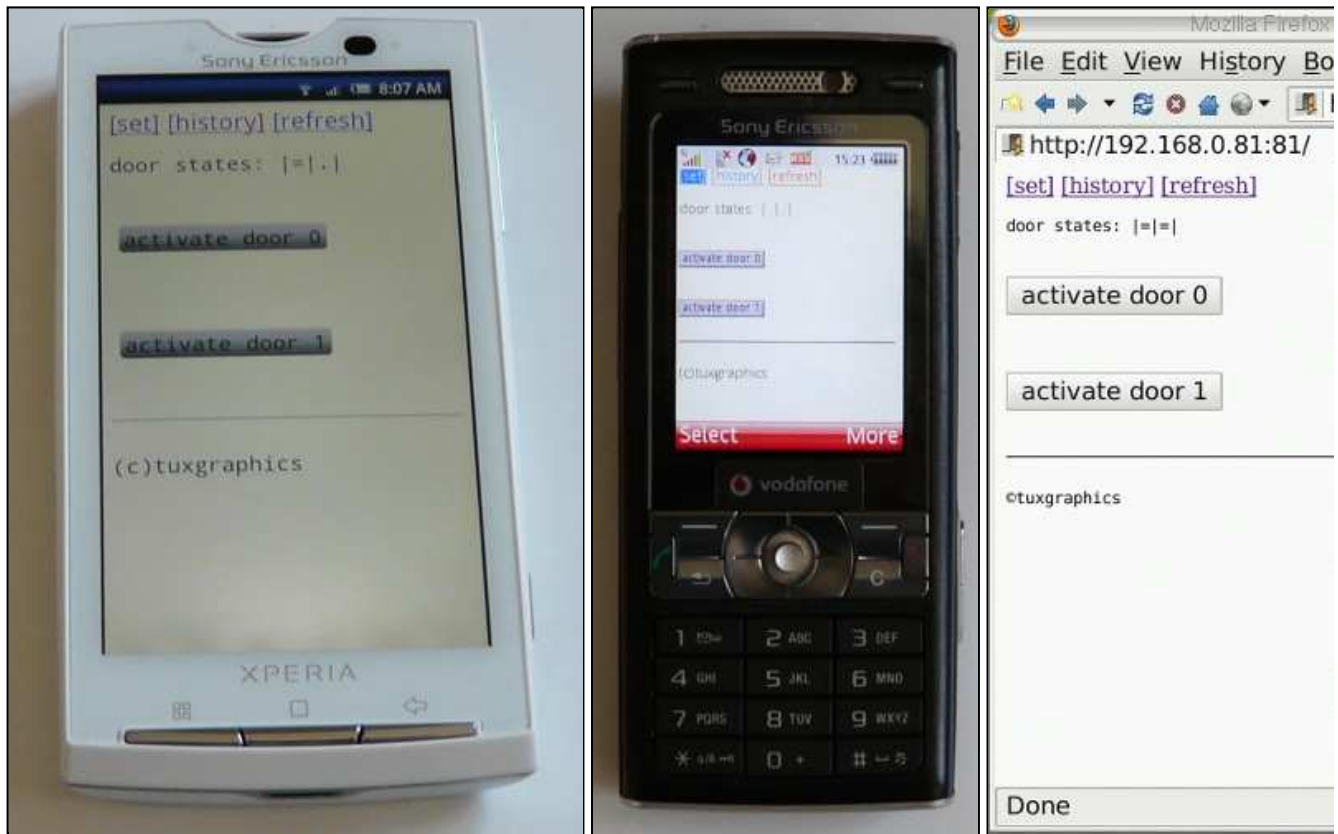 Sony Ericsson
8:07 AM
[set] [history] [refresh]
door states: |=|.|
activate door 0
activate door 1
(c)tuxgraphics
XPERIA
Sony Ericsson
15:23
[set] [history] [refresh]
door states: |.|.|
activate door 0
activate door 1
(c)tuxgraphics
Select More
vodofone
C
1 2 ABC 3 DEF
4 GHI 5 JKL 6 MNO
7 PQRS 8 TUV 9 WXYZ
* a/A 0 + #
Mozilla Firefox
File Edit View History Bo
http://192.168.0.81:81/
[set] [history] [refresh]
door states: |=|=|
activate door 0
activate door 1
©tuxgraphics
Done